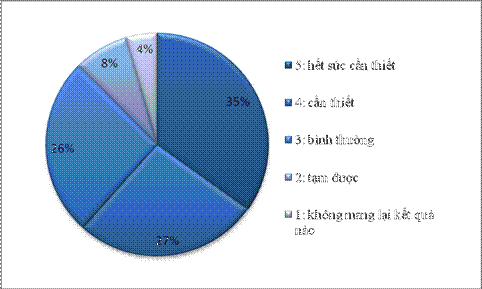 4%
8%
35%
26%
27%
5: hết sức cần thiết
4: cần thiết
3: bình thường
2: tạm được
1: không mang lại kết quả
nào